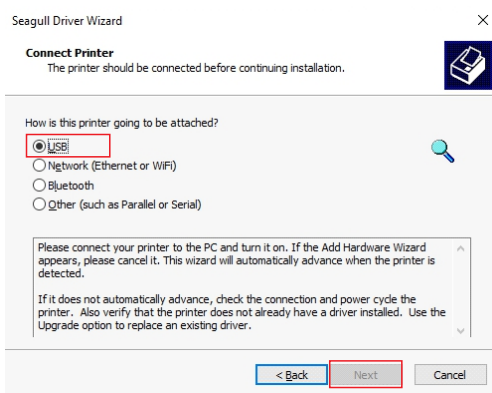 Seagull Driver Wizard
Connect Printer
The printer should be connected before continuing installation.
How is this printer going to be attached?
USB
Network (Ethernet or WiFi)
Bluetooth
Other (such as Parallel or Serial)
Please connect your printer to the PC and turn it on. If the Add Hardware Wizard
appears, please cancel it. This wizard will automatically advance when the printer is
detected.
If it does not automatically advance, check the connection and power cycle the
printer. Also verify that the printer does not already have a driver installed. Use the
Upgrade option to replace an existing driver.
< Back Next Cancel